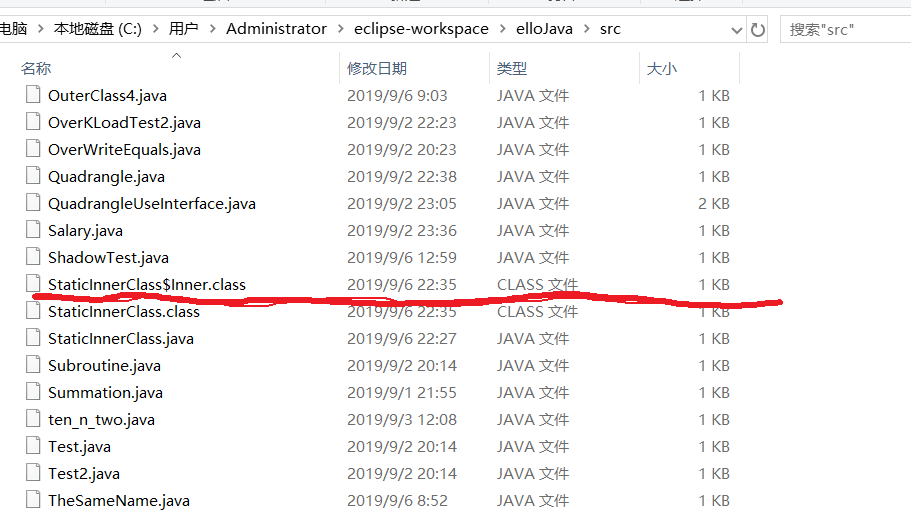 电脑 > 本地磁盘 (C:) > 用户 > Administrator > eclipse-workspace > elloJava > src 搜索"src"
名称 修改日期 类型 大小
OuterClass4.java 2019/9/6 9:03 JAVA 文件 1 KB
OverKLoadTest2.java 2019/9/2 22:23 JAVA 文件 1 KB
OverWriteEquals.java 2019/9/2 20:23 JAVA 文件 1 KB
Quadrangle.java 2019/9/2 22:38 JAVA 文件 1 KB
QuadrangleUseInterface.java 2019/9/2 23:05 JAVA 文件 2 KB
Salary.java 2019/9/2 23:36 JAVA 文件 1 KB
ShadowTest.java 2019/9/6 12:59 JAVA 文件 1 KB
StaticInnerClass$Inner.class 2019/9/6 22:35 CLASS 文件 1 KB
StaticInnerClass.class 2019/9/6 22:35 CLASS 文件 1 KB
StaticInnerClass.java 2019/9/6 22:27 JAVA 文件 1 KB
Subroutine.java 2019/9/2 20:14 JAVA 文件 1 KB
Summation.java 2019/9/1 21:55 JAVA 文件 1 KB
ten_n_two.java 2019/9/3 12:08 JAVA 文件 1 KB
Test.java 2019/9/2 20:14 JAVA 文件 1 KB
Test2.java 2019/9/2 20:14 JAVA 文件 1 KB
TheSameName.java 2019/9/6 8:52 JAVA 文件 1 KB